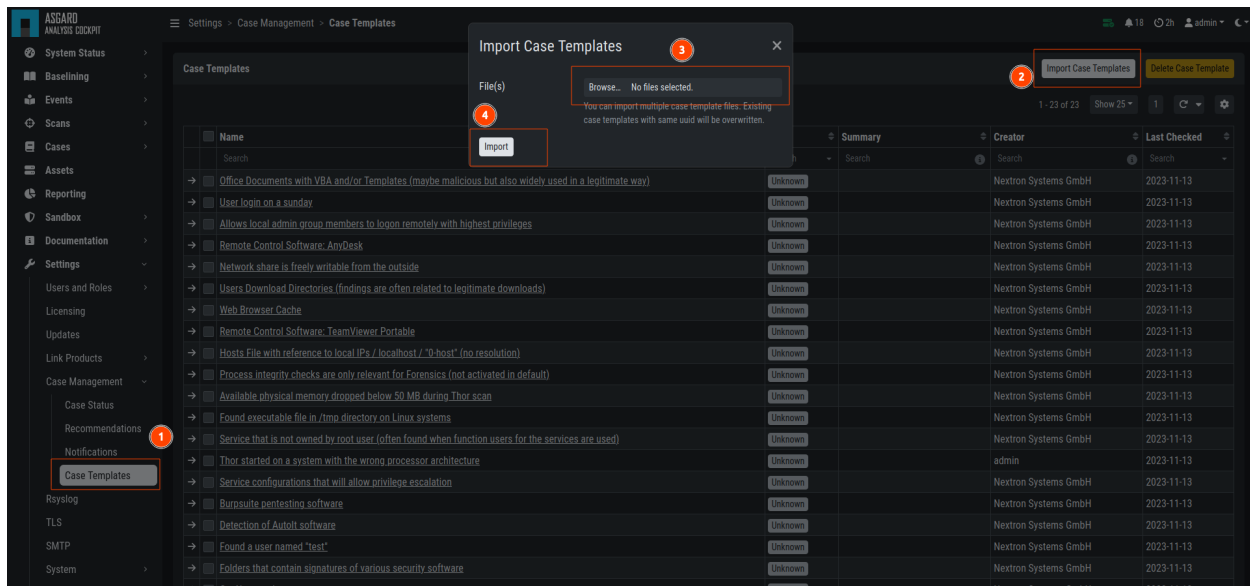 ASGARD
ANALYSIS COCKPIT
Settings > Case Management > Case Templates
18 2h admin
System Status
Baselining
Events
Scans
Cases
Assets
Reporting
Sandbox
Documentation
Settings
Users and Roles
Licensing
Updates
Link Products
Case Management
Case Status
Recommendations
Notifications
1
Case Templates
Rsyslog
TLS
SMTP
System
Case Templates
2
Import Case Templates
Delete Case Template
1 - 23 of 23 Show 25 1
Import Case Templates
3
File(s)
Browse... No files selected.
You can import multiple case template files. Existing
case templates with same uuid will be overwritten.
4
Import
Name Summary Creator Last Checked
Search Search Search Search
Office Documents with VBA and/or Templates (maybe malicious but also widely used in a legitimate way) Unknown Nextron Systems GmbH 2023-11-13
User login on a sunday Unknown Nextron Systems GmbH 2023-11-13
Allows local admin group members to logon remotely with highest privileges Unknown Nextron Systems GmbH 2023-11-13
Remote Control Software: AnyDesk Unknown Nextron Systems GmbH 2023-11-13
Network share is freely writable from the outside Unknown Nextron Systems GmbH 2023-11-13
Users Download Directories (findings are often related to legitimate downloads) Unknown Nextron Systems GmbH 2023-11-13
Web Browser Cache Unknown Nextron Systems GmbH 2023-11-13
Remote Control Software: TeamViewer Portable Unknown Nextron Systems GmbH 2023-11-13
Hosts File with reference to local IPs / localhost / "0-host" (no resolution) Unknown Nextron Systems GmbH 2023-11-13
Process integrity checks are only relevant for Forensics (not activated in default) Unknown Nextron Systems GmbH 2023-11-13
Available physical memory dropped below 50 MB during Thor scan Unknown Nextron Systems GmbH 2023-11-13
Found executable file in /tmp directory on Linux systems Unknown Nextron Systems GmbH 2023-11-13
Service that is not owned by root user (often found when function users for the services are used) Unknown Nextron Systems GmbH 2023-11-13
Thor started on a system with the wrong processor architecture Unknown admin 2023-11-13
Service configurations that will allow privilege escalation Unknown Nextron Systems GmbH 2023-11-13
Burpsuite pentesting software Unknown Nextron Systems GmbH 2023-11-13
Detection of AutoIt software Unknown Nextron Systems GmbH 2023-11-13
Found a user named "test" Unknown Nextron Systems GmbH 2023-11-13
Folders that contain signatures of various security software Unknown Nextron Systems GmbH 2023-11-13